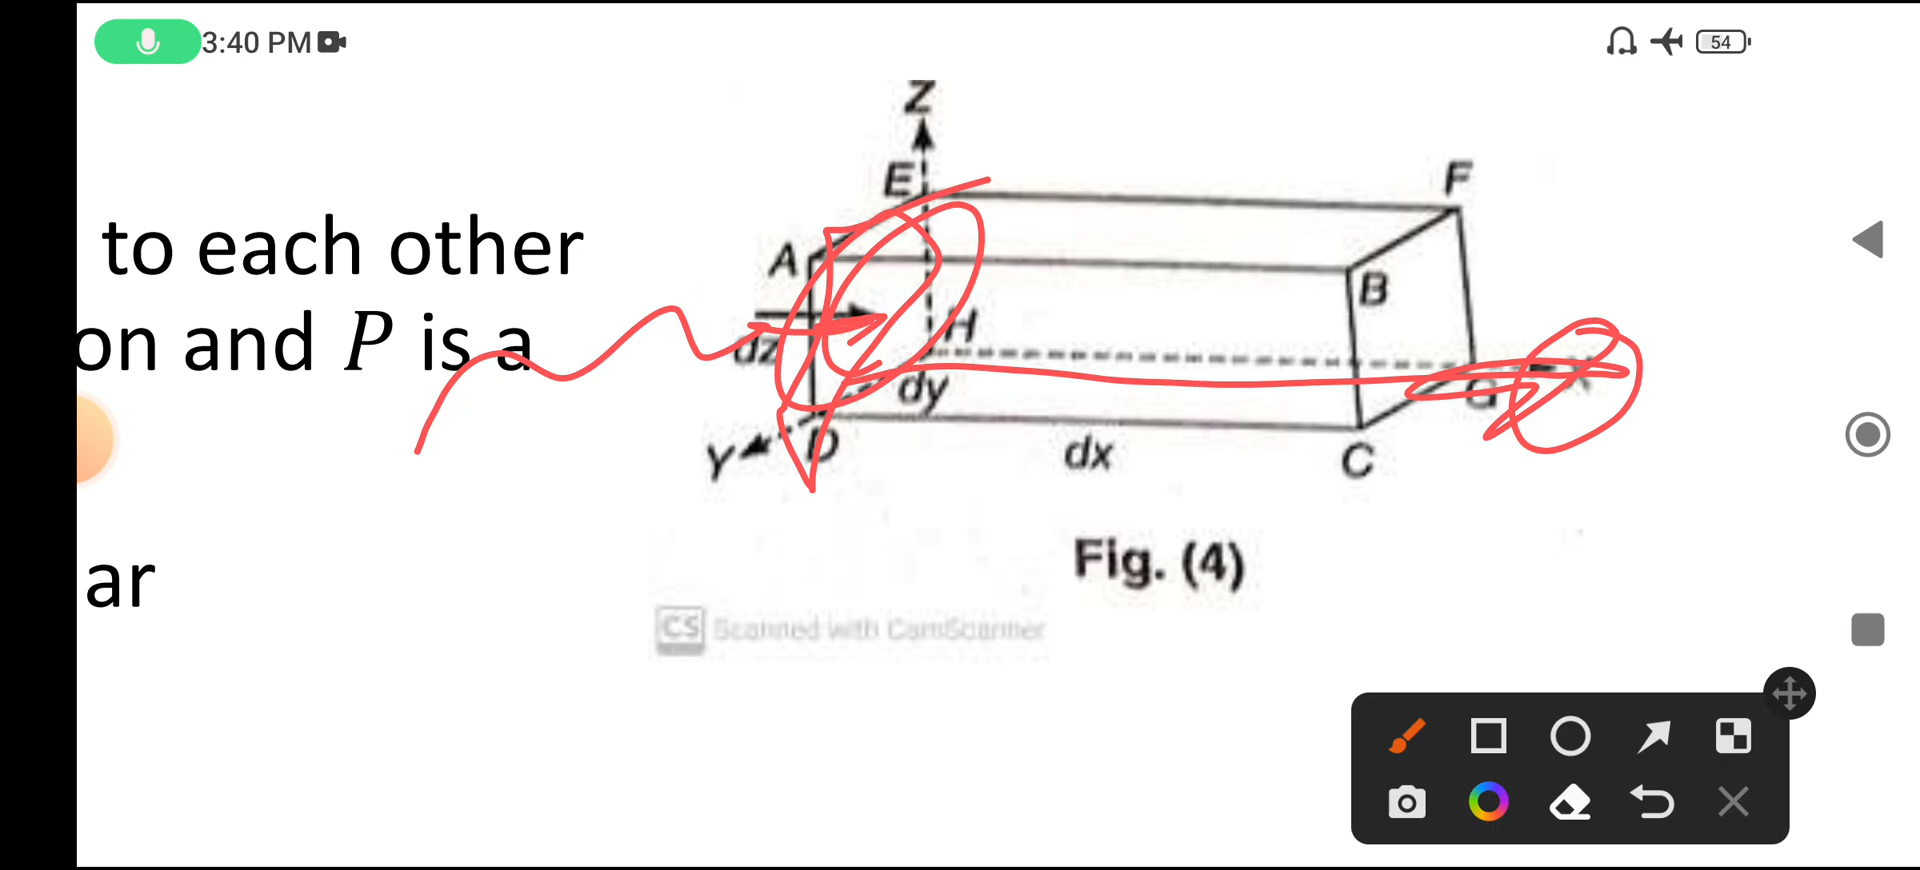 3:40 PM
54
Z
E
F
to each other
A
B
on and P is a
dz
H
X
dy
G
Y
D
dx
C
Fig. (4)
ar
CS Scanned with CamScanner